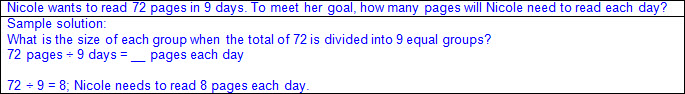 Nicole wants to read 72 pages in 9 days. To meet her goal, how many pages will Nicole need to read each day?
Sample solution:
What is the size of each group when the total of 72 is divided into 9 equal groups?
72 pages ÷ 9 days = __ pages each day
72 ÷ 9 = 8; Nicole needs to read 8 pages each day.